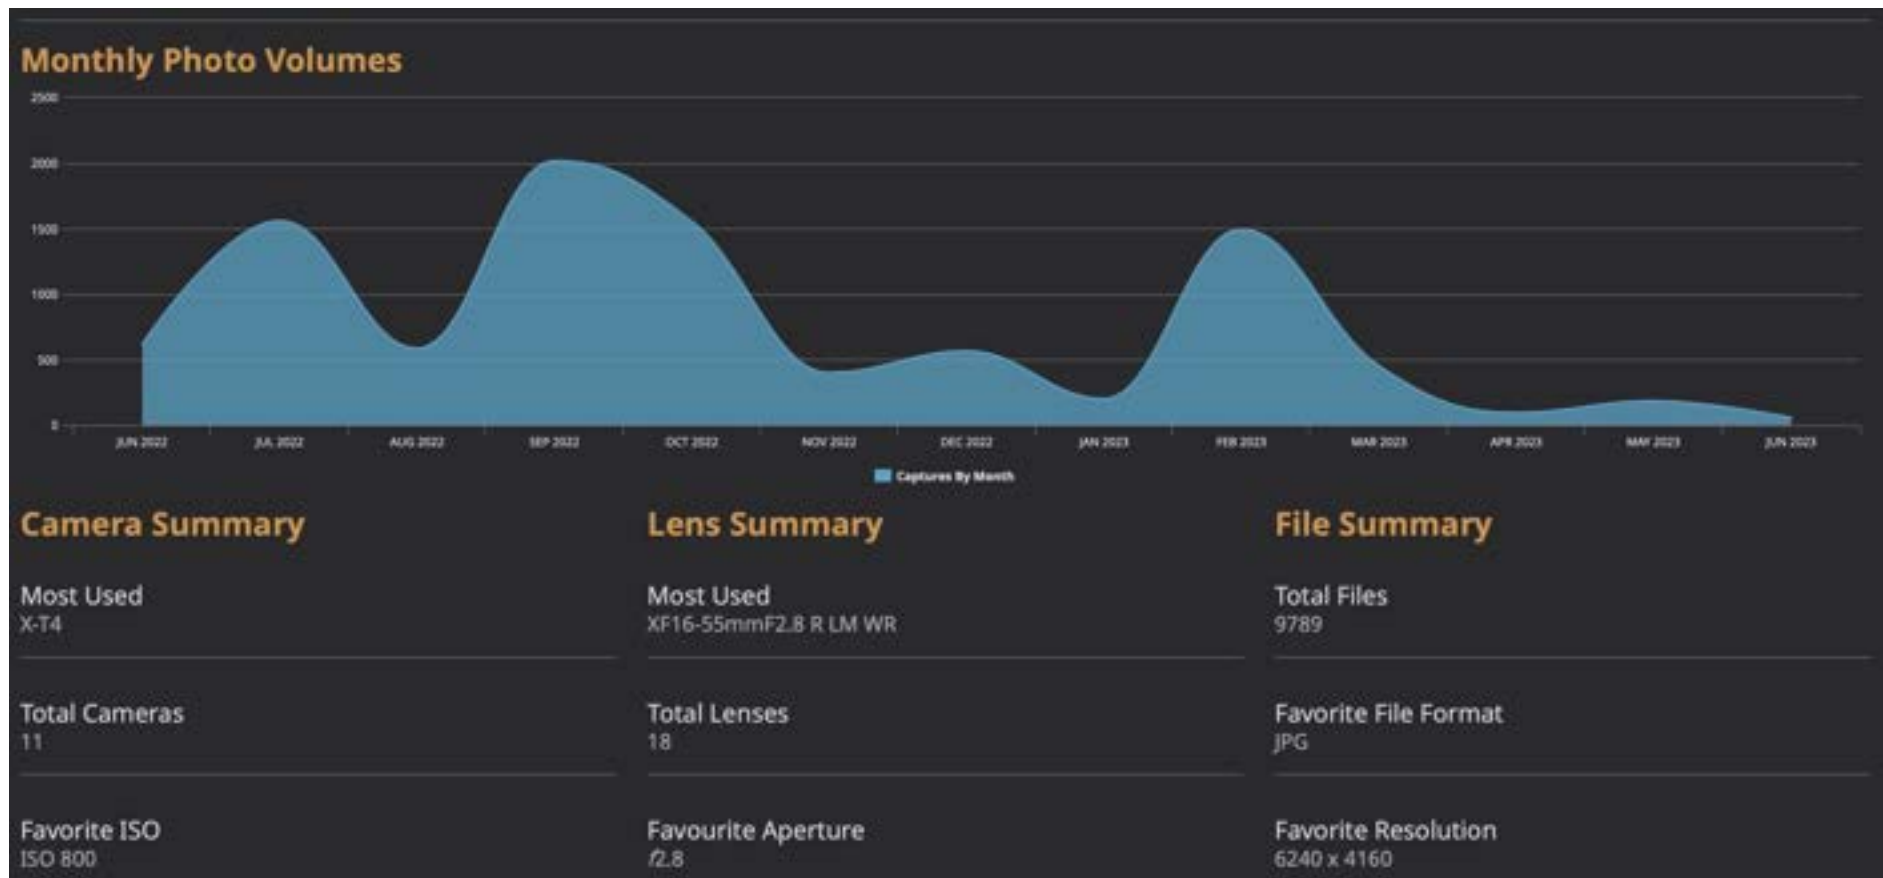 Monthly Photo Volumes
2500
2000
1500
1000
500
0
JUN 2022 JUL 2022 AUG 2022 SEP 2022 OCT 2022 NOV 2022 DEC 2022 JAN 2023 FEB 2023 MAR 2023 APR 2023 MAY 2023 JUN 2023
Captures By Month
Camera Summary Lens Summary File Summary
Most Used Most Used Total Files
X-T4 XF16-55mmF2.8 R LM WR 9789
Total Cameras Total Lenses Favorite File Format
11 18 JPG
Favorite ISO Favourite Aperture Favorite Resolution
ISO 800 f2.8 6240 x 4160